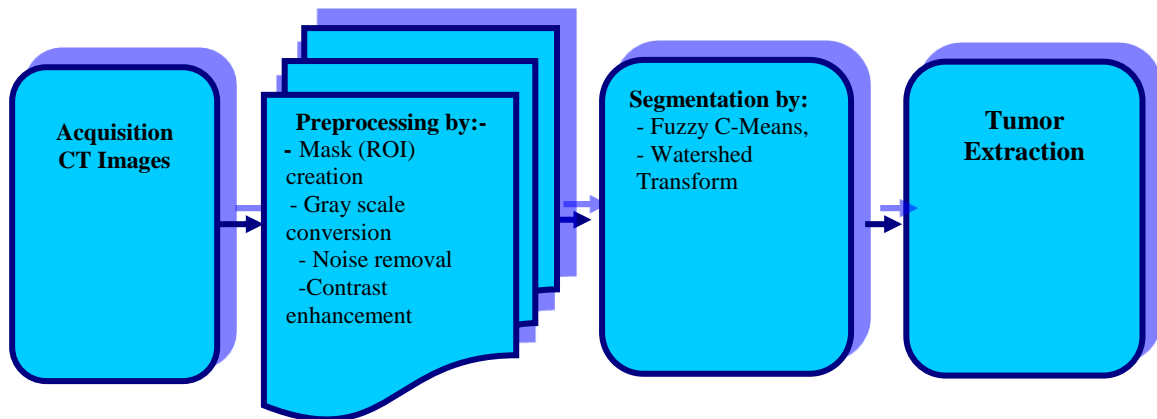 Acquisition
CT Images
Preprocessing by:-
- Mask (ROI)
creation
- Gray scale
conversion
- Noise removal
-Contrast
enhancement
Segmentation by:
- Fuzzy C-Means,
- Watershed
Transform
Tumor
Extraction